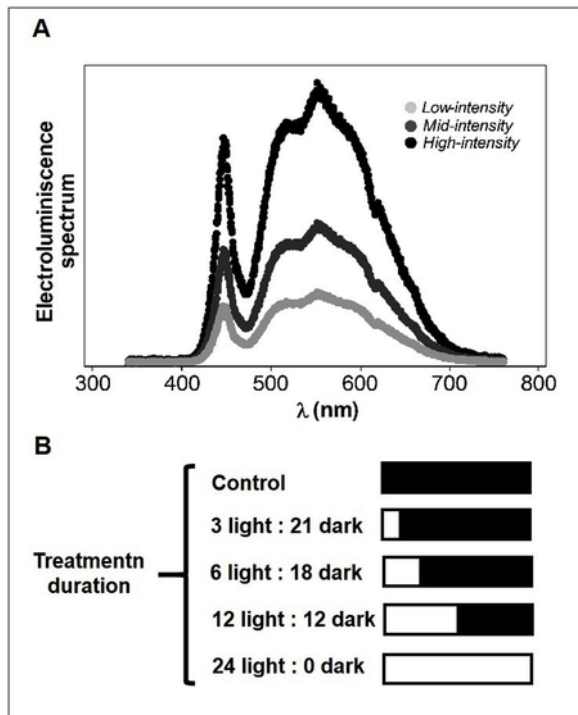 A
Low-intensity
Mid-intensity
High-intensity
Electroluminiscence
spectrum
300 400 500 600 700 800
λ (nm)
B
Control
3 light : 21 dark
Treatmentn
duration
6 light : 18 dark
12 light : 12 dark
24 light : 0 dark